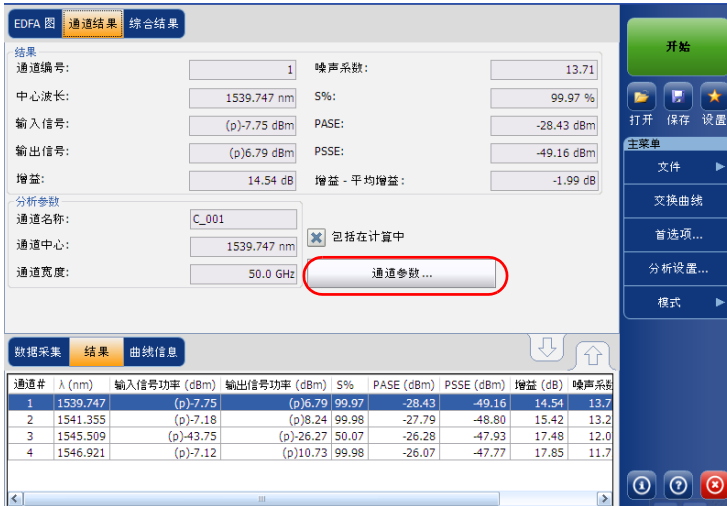 EDFA 图 通道结果 综合结果
结果
通道编号: 1 噪声系数: 13.71
中心波长: 1539.747 nm S%: 99.97 %
输入信号: (p)-7.75 dBm PASE: -28.43 dBm
输出信号: (p)6.79 dBm PSSE: -49.16 dBm
增益: 14.54 dB 增益 - 平均增益: -1.99 dB
分析参数
通道名称: C_001
通道中心: 1539.747 nm
包括在计算中
通道宽度: 50.0 GHz 通道参数...
数据采集 结果 曲线信息
通道# λ (nm) 输入信号功率 (dBm) 输出信号功率 (dBm) S% PASE (dBm) PSSE (dBm) 增益 (dB) 噪声系数
1 1539.747 (p)-7.75 (p)6.79 99.97 -28.43 -49.16 14.54 13.7
2 1541.355 (p)-7.18 (p)8.24 99.98 -27.79 -48.80 15.42 13.2
3 1545.509 (p)-43.75 (p)-26.27 50.07 -26.28 -47.93 17.48 12.0
4 1546.921 (p)-7.12 (p)10.73 99.98 -26.07 -47.77 17.85 11.7
开始
打开 保存 设置
主菜单
文件
交换曲线
首选项...
分析设置...
模式